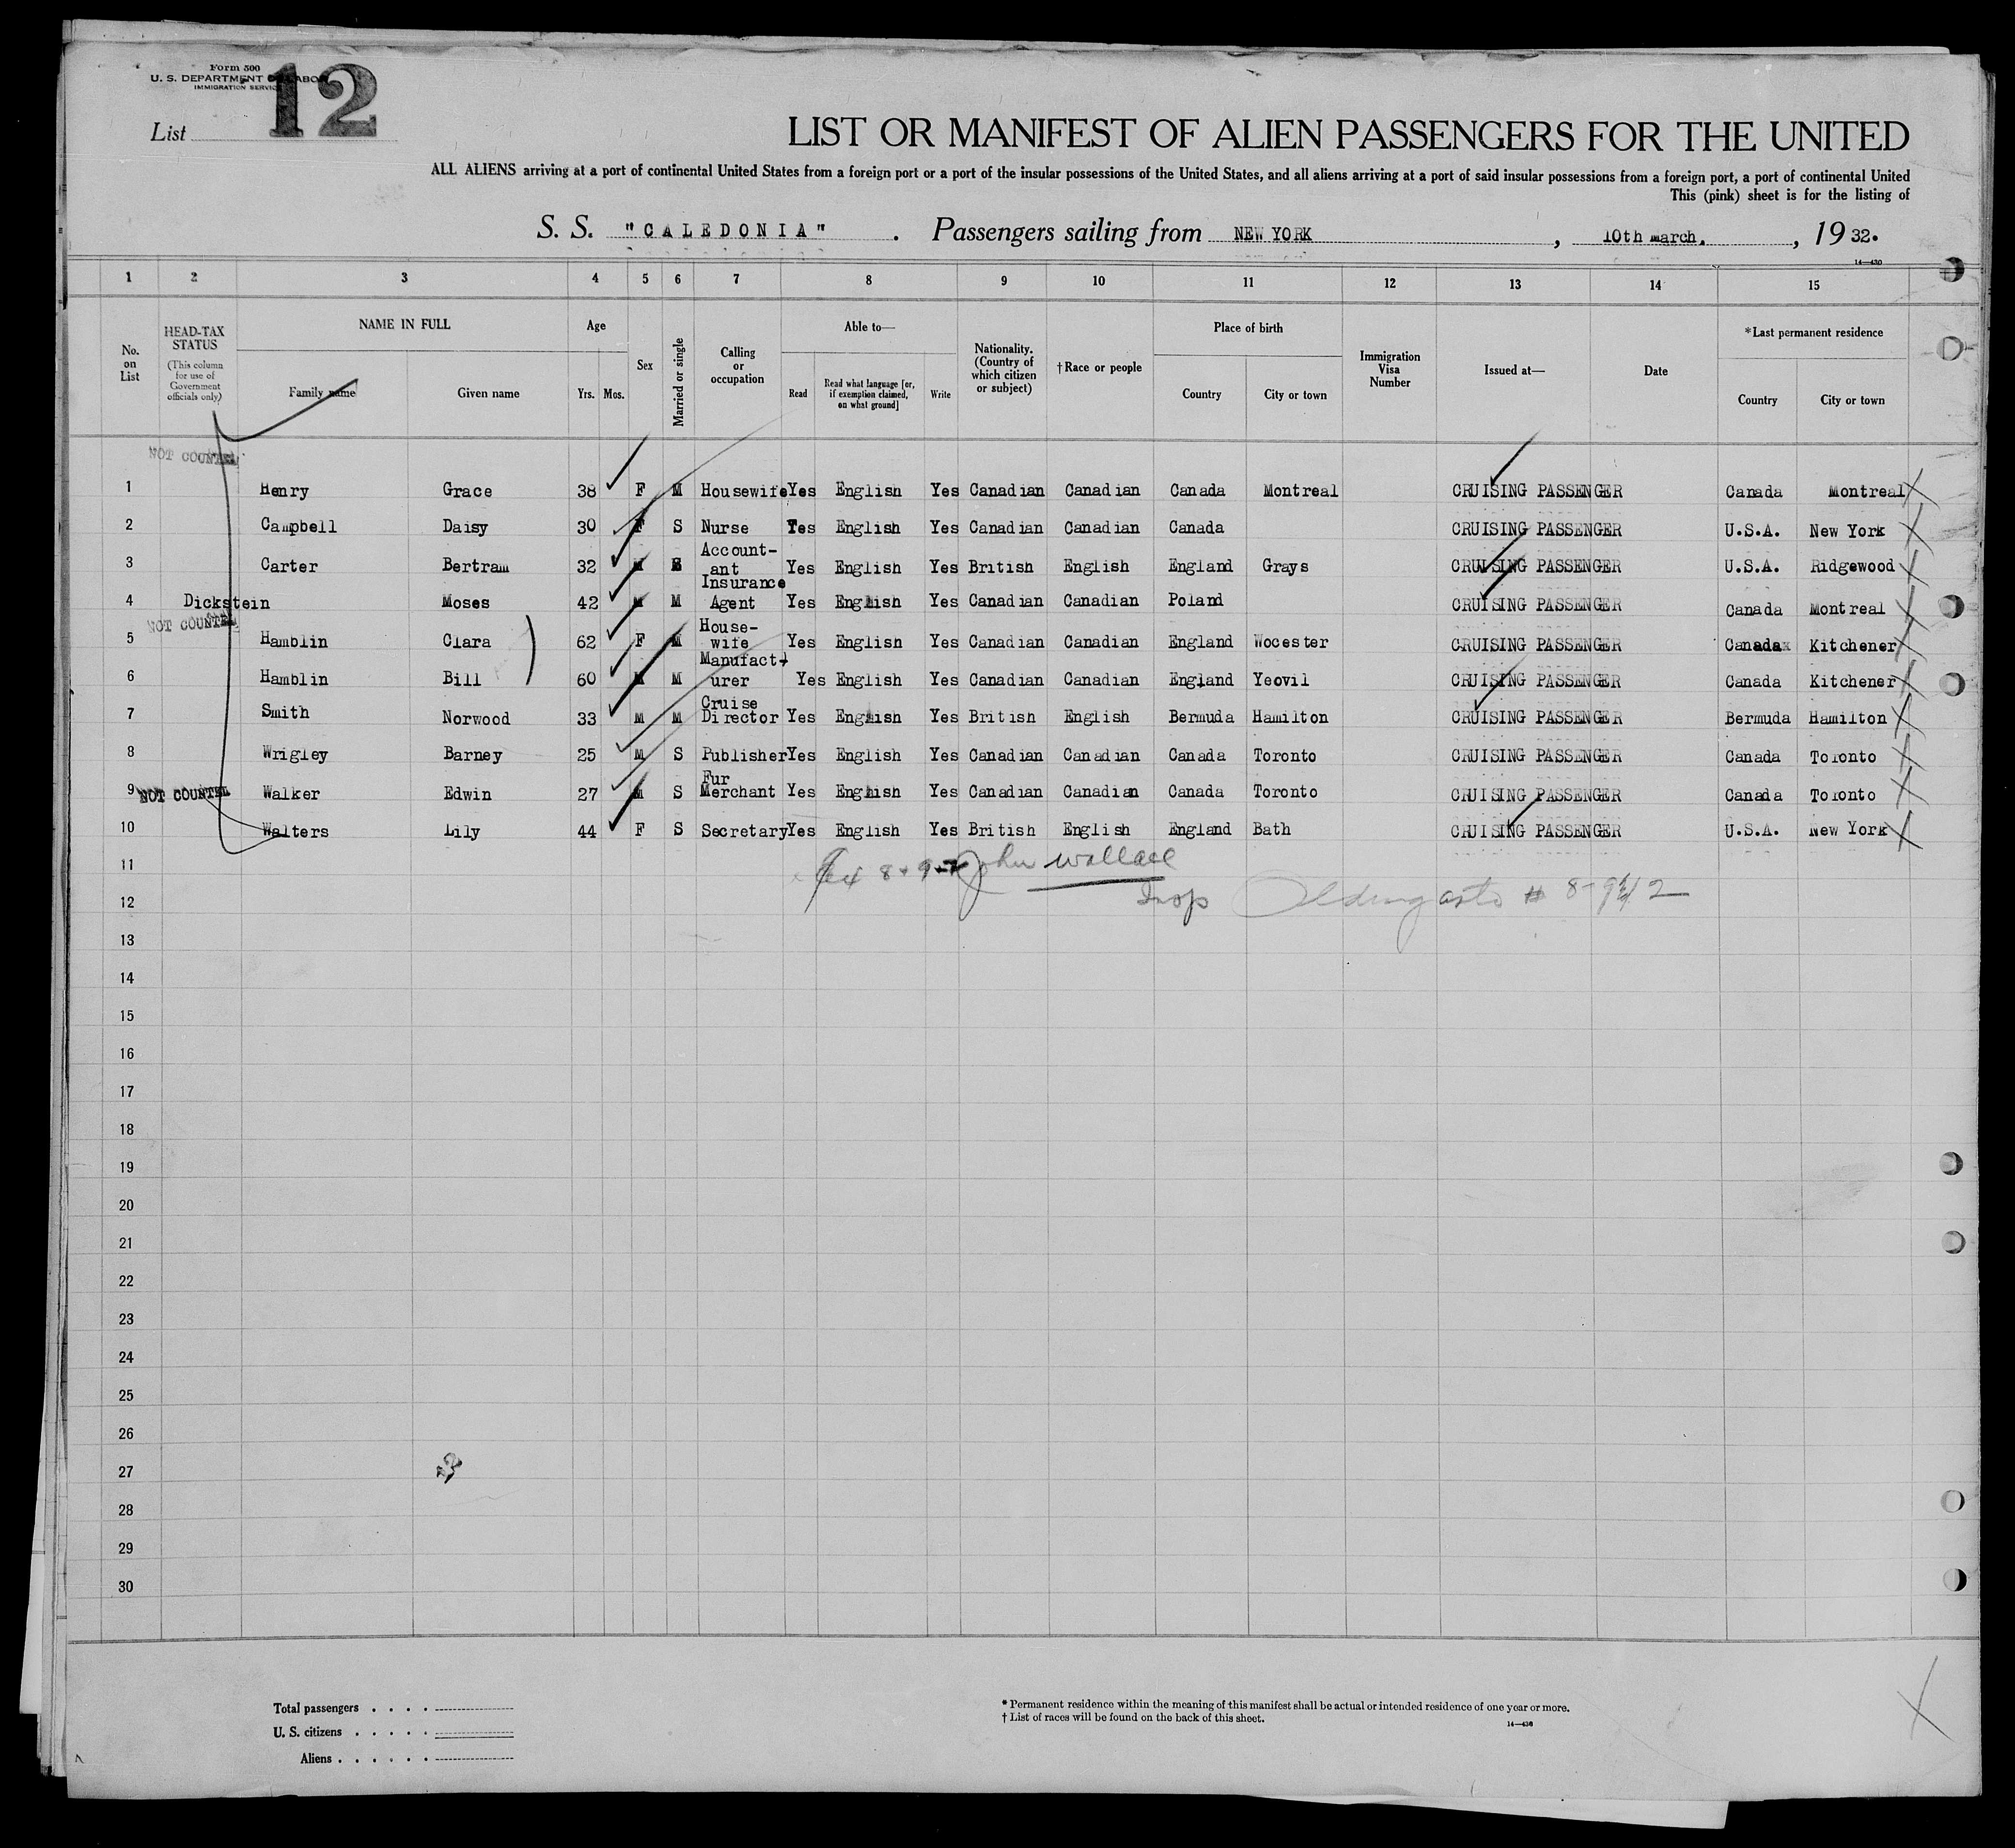 Form 500
U. S. DEPARTMENT OF LABOR
IMMIGRATION SERVICE
12
List
LIST OR MANIFEST OF ALIEN PASSENGERS FOR THE UNITED
ALL ALIENS arriving at a port of continental United States from a foreign port or a port of the insular possessions of the United States, and all aliens arriving at a port of said insular possessions from a foreign port, a port of continental United
This (pink) sheet is for the listing of
S. S. "CALEDONIA" . Passengers sailing from NEW YORK , 10th march. , 19 32.
14—430
1 2 3 4 5 6 7 8 9 10 11 12 13 14 15
No. on List
HEAD-TAX STATUS
(This column for use of Government officials only)
NAME IN FULL
Family name Given name
Age
Yrs. Mos.
Sex
Married or single
Calling or occupation
Able to—
Read Read what language [or, if exemption claimed, on what ground] Write
Nationality. (Country of which citizen or subject)
†Race or people
Place of birth
Country City or town
Immigration Visa Number
Issued at—
Date
*Last permanent residence
Country City or town
NOT COUNTED
1 Henry Grace 38 F M Housewife Yes English Yes Canadian Canadian Canada Montreal CRUISING PASSENGER Canada Montreal
2 Campbell Daisy 30 F S Nurse Yes English Yes Canadian Canadian Canada CRUISING PASSENGER U.S.A. New York
3 Carter Bertram 32 M Account-ant Yes English Yes British English England Grays CRUISING PASSENGER U.S.A. Ridgewood
4 Dickstein Moses 42 M M Insurance Agent Yes English Yes Canadian Canadian Poland CRUISING PASSENGER Canada Montreal
NOT COUNTED
5 Hamblin Clara 62 F M House-wife Yes English Yes Canadian Canadian England Wocester CRUISING PASSENGER Canadax Kitchener
6 Hamblin Bill 60 M M Manufact-urer Yes English Yes Canadian Canadian England Yeovil CRUISING PASSENGER Canada Kitchener
7 Smith Norwood 33 M M Cruise Director Yes English Yes British English Bermuda Hamilton CRUISING PASSENGER Bermuda Hamilton
8 Wrigley Barney 25 M S Publisher Yes English Yes Canadian Canadian Canada Toronto CRUISING PASSENGER Canada Toronto
9 NOT COUNTED Walker Edwin 27 M S Fur Merchant Yes English Yes Canadian Canadian Canada Toronto CRUISING PASSENGER Canada Toronto
10 Walters Lily 44 F S Secretary Yes English Yes British English England Bath CRUISING PASSENGER U.S.A. New York
11 John Wallace
12 Insp
13
14
15
16
17
18
19
20
21
22
23
24
25
26
27
28
29
30
Total passengers . . . .
U. S. citizens . . . . .
Aliens . . . . . .
* Permanent residence within the meaning of this manifest shall be actual or intended residence of one year or more.
† List of races will be found on the back of this sheet.
14—430